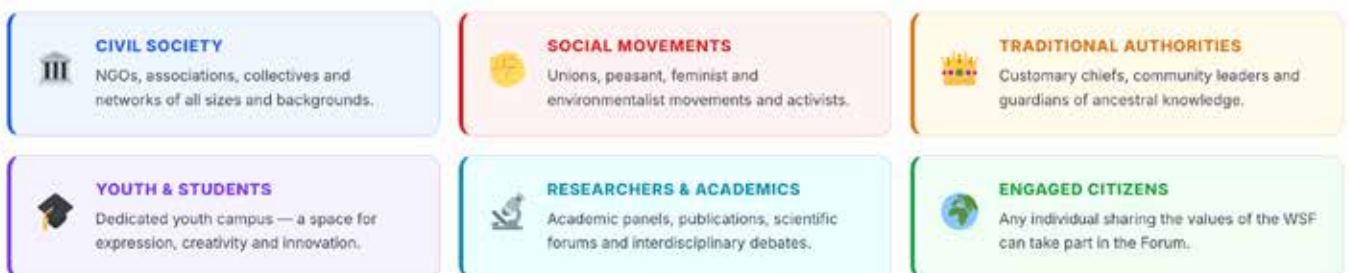 CIVIL SOCIETY
NGOs, associations, collectives and
networks of all sizes and backgrounds.
SOCIAL MOVEMENTS
Unions, peasant, feminist and
environmentalist movements and activists.
TRADITIONAL AUTHORITIES
Customary chiefs, community leaders and
guardians of ancestral knowledge.
YOUTH & STUDENTS
Dedicated youth campus — a space for
expression, creativity and innovation.
RESEARCHERS & ACADEMICS
Academic panels, publications, scientific
forums and interdisciplinary debates.
ENGAGED CITIZENS
Any individual sharing the values of the WSF
can take part in the Forum.